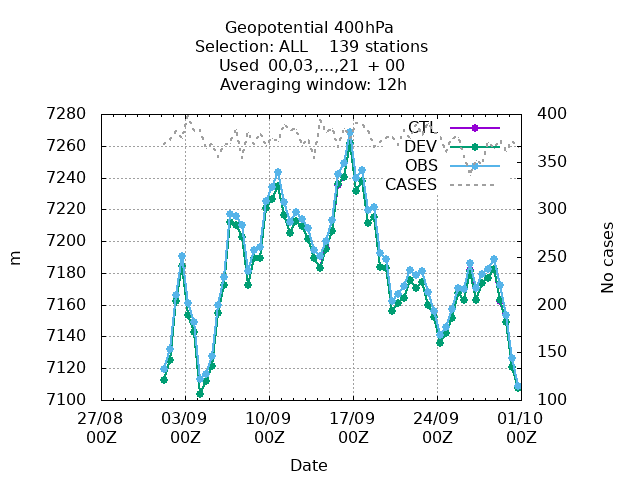 Geopotential 400hPa
Selection: ALL 139 stations
Used 00,03,...,21 + 00
Averaging window: 12h
7280
7260
7240
7220
7200
7180
7160
7140
7120
7100
m
400
350
300
250
200
150
100
No cases
CTL
DEV
OBS
CASES
27/08 03/09 10/09 17/09 24/09 01/10
00Z 00Z 00Z 00Z 00Z 00Z
Date